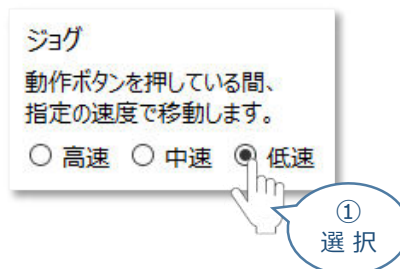 ジョグ
動作ボタンを押している間、
指定の速度で移動します。
高速 中速 低速
①
選択